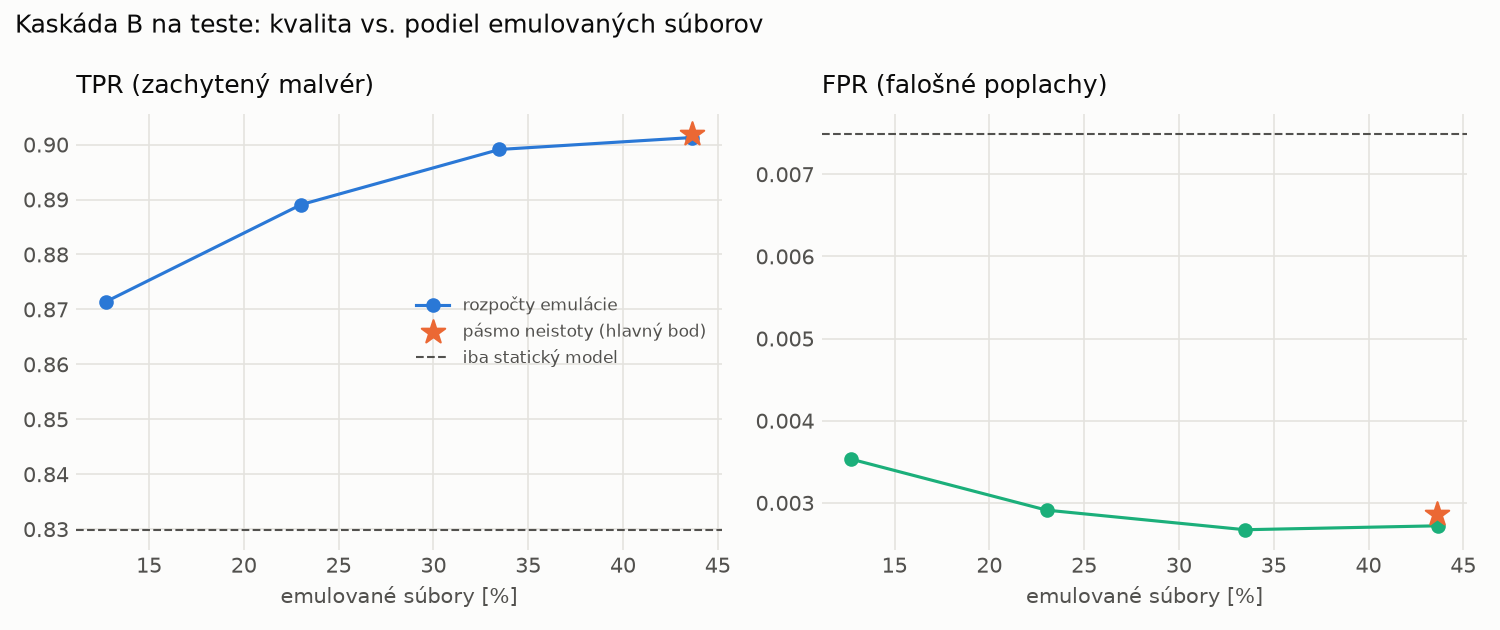 Kaskáda B na teste: kvalita vs. podiel emulovaných súborov
TPR (zachytený malvér)
0.90
0.89
0.88
0.87
0.86
0.85
0.84
0.83
rozpočty emulácie
pásmo neistoty (hlavný bod)
iba statický model
15 20 25 30 35 40 45
emulované súbory [%]
FPR (falošné poplachy)
0.007
0.006
0.005
0.004
0.003
15 20 25 30 35 40 45
emulované súbory [%]